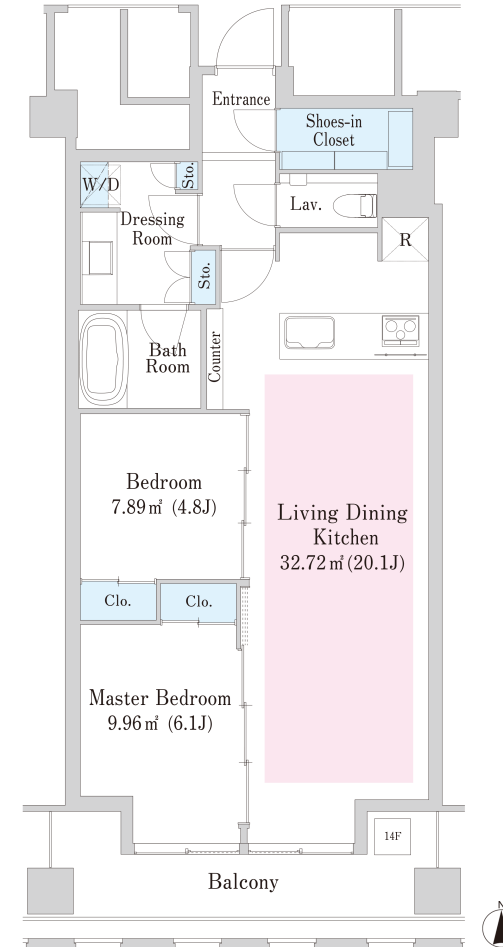 Entrance
Shoes-in
Closet
W/D
Sto.
Lav.
Dressing
Room
R
Sto.
Bath
Room
Counter
Bedroom
7.89㎡ (4.8J)
Living Dining
Kitchen
32.72㎡(20.1J)
Clo.
Clo.
Master Bedroom
9.96㎡ (6.1J)
14F
Balcony
N